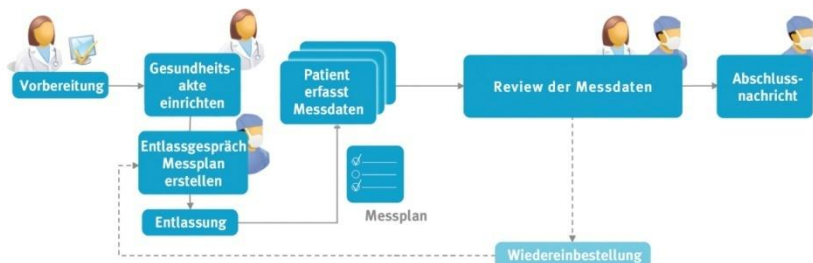 Vorbereitung
Gesundheits-
akte
einrichten
Entlassgespräch
Messplan
erstellen
Entlassung
Patient
erfasst
Messdaten
Messplan
Review der Messdaten
Wiedereinbestellung
Abschluss-
nachricht